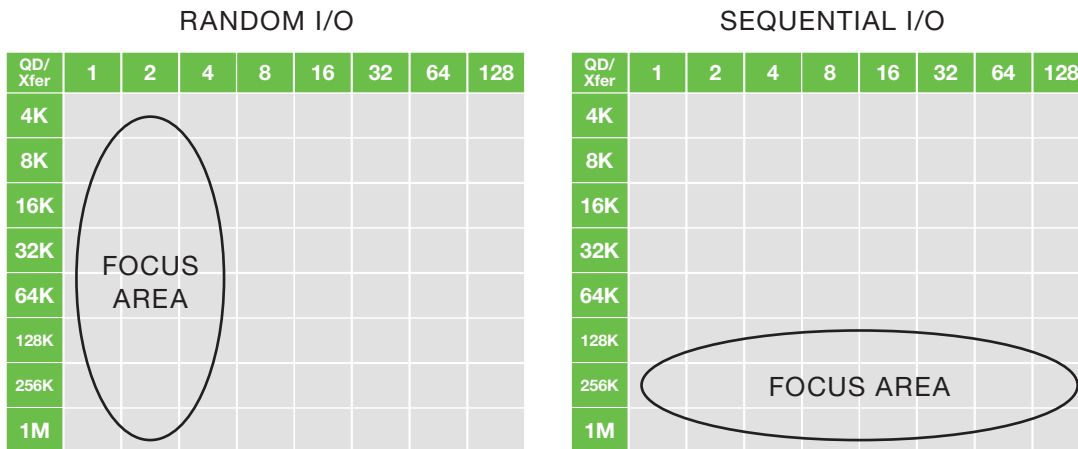 RANDOM I/O
QD/
Xfer 1 2 4 8 16 32 64 128
4K
8K
16K
32K
64K
128K
256K
1M
FOCUS
AREA
SEQUENTIAL I/O
QD/
Xfer 1 2 4 8 16 32 64 128
4K
8K
16K
32K
64K
128K
256K
1M
FOCUS AREA